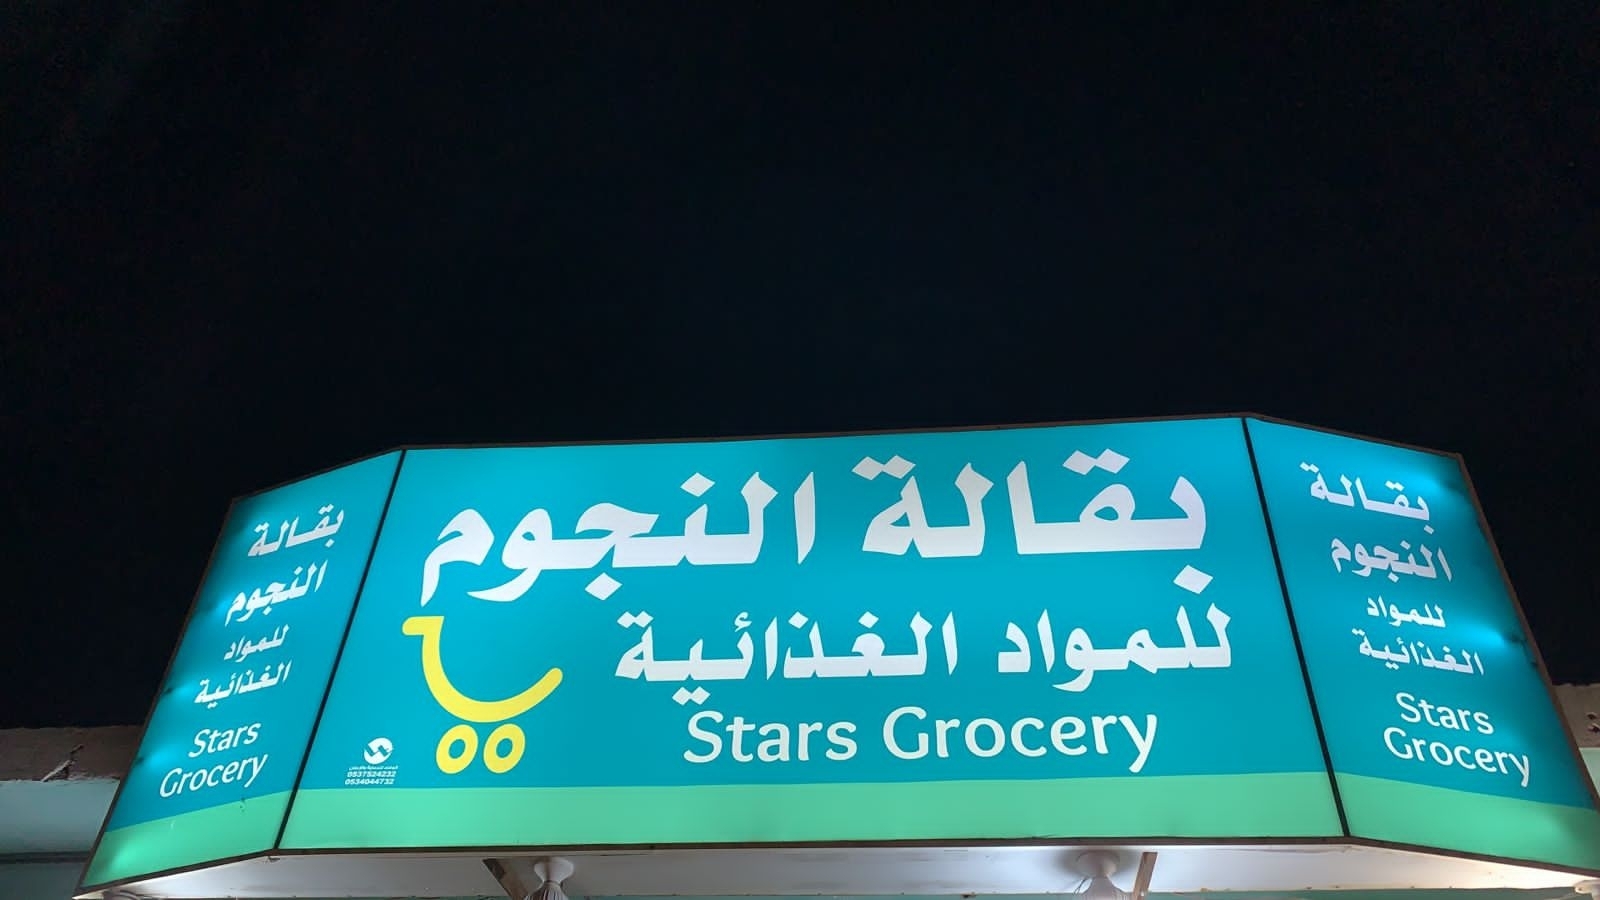 بقالة النجوم
للمواد الغذائية
Stars Grocery
0537524232
0534044732
بقالة
النجوم
للمواد
الغذائية
Stars
Grocery
بقالة
النجوم
للمواد
الغذائية
Stars
Grocery